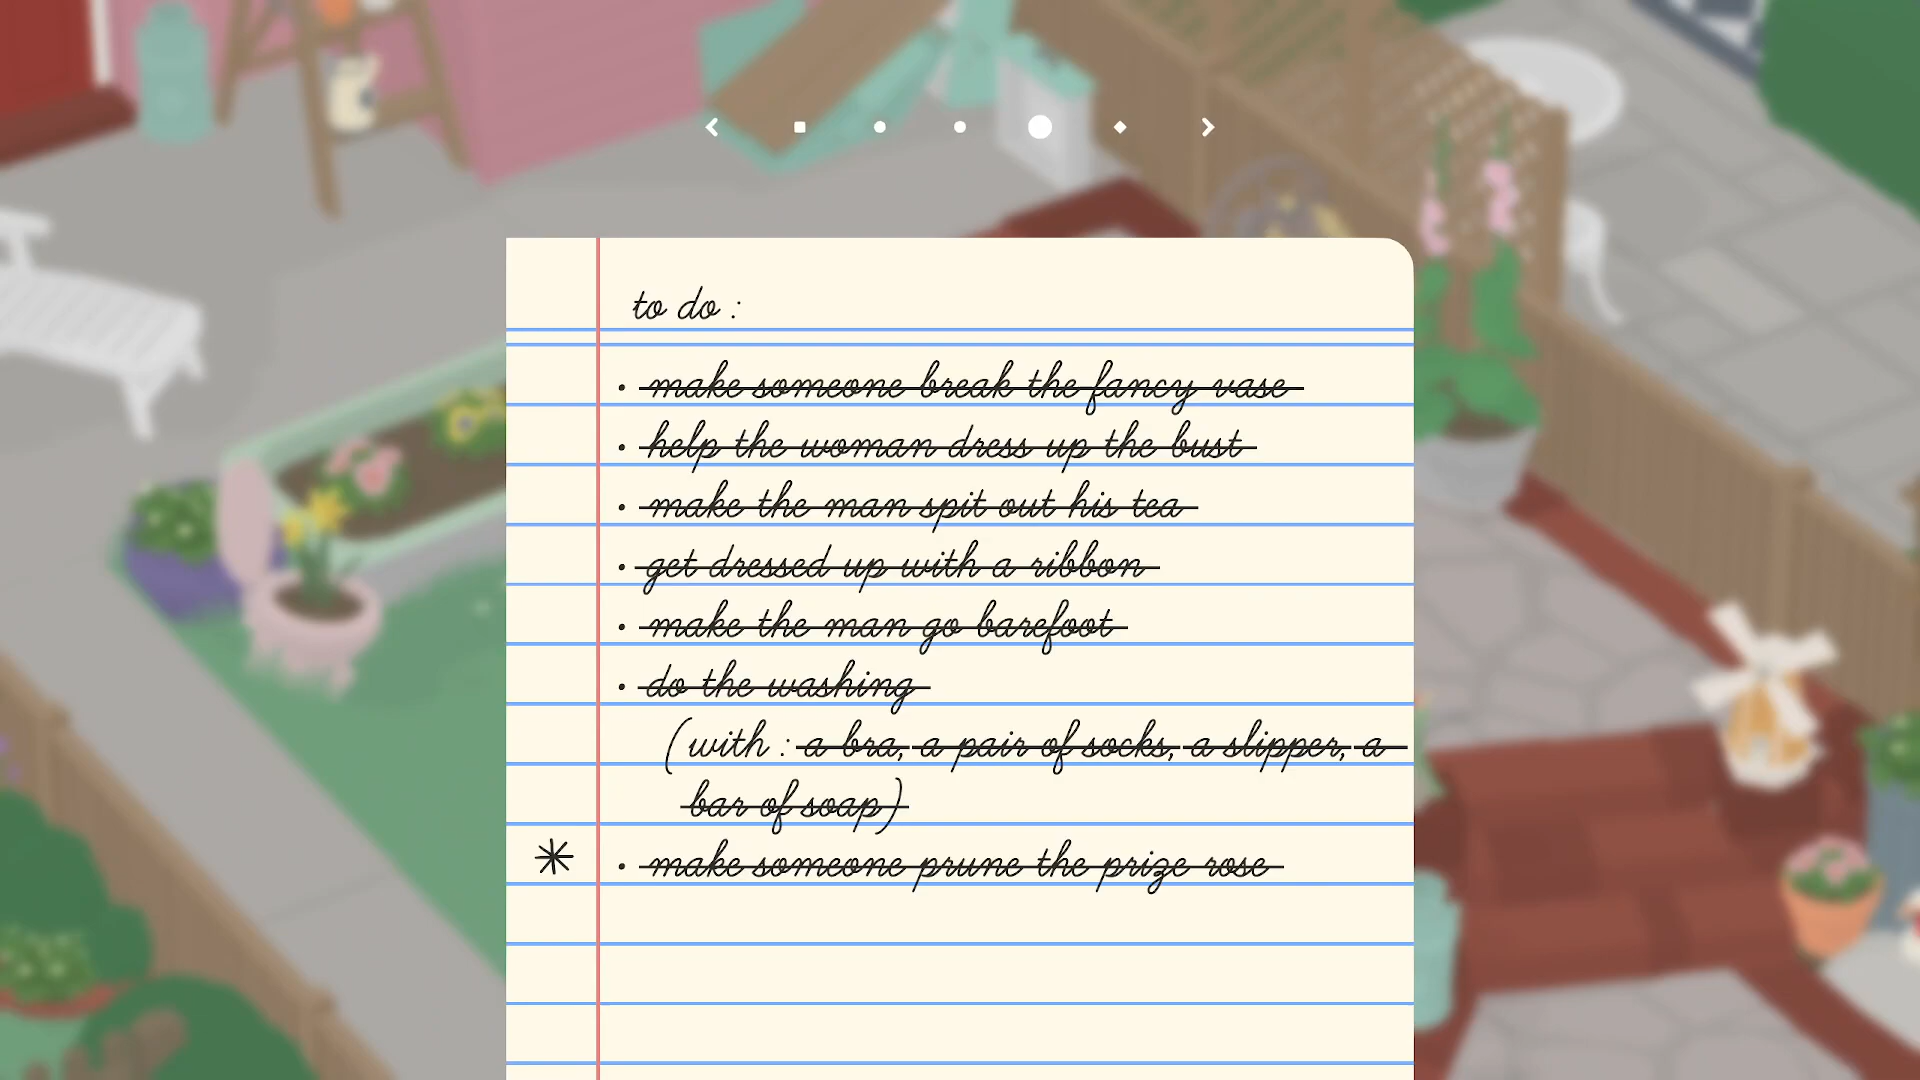 to do :
• make someone break the fancy vase
• help the woman dress up the bust
• make the man spit out his tea
• get dressed up with a ribbon
• make the man go barefoot
• do the washing
(with : a bra, a pair of socks, a slipper, a
bar of soap)
• make someone prune the prize rose